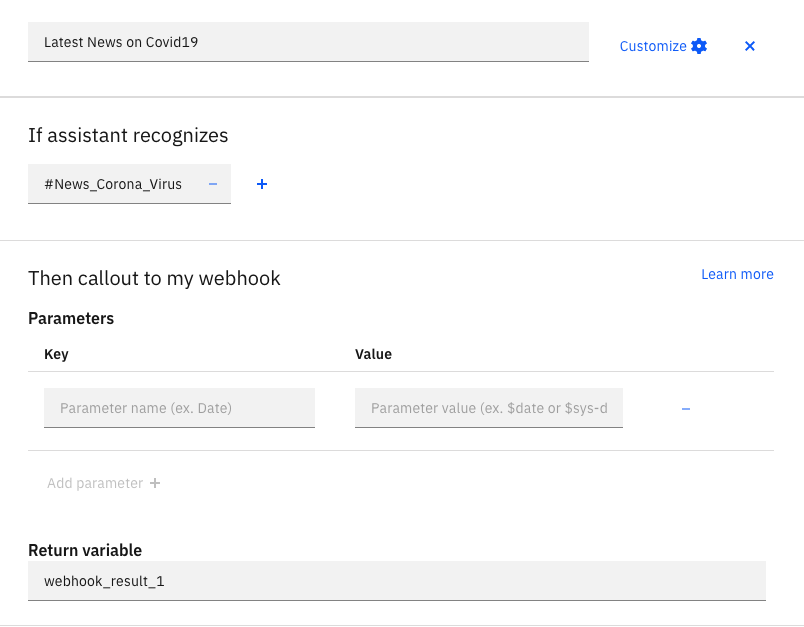 Latest News on Covid19
Customize
If assistant recognizes
#News_Corona_Virus
Then callout to my webhook
Learn more
Parameters
Key Value
Parameter name (ex. Date) Parameter value (ex. $date or $sys-d
Add parameter +
Return variable
webhook_result_1